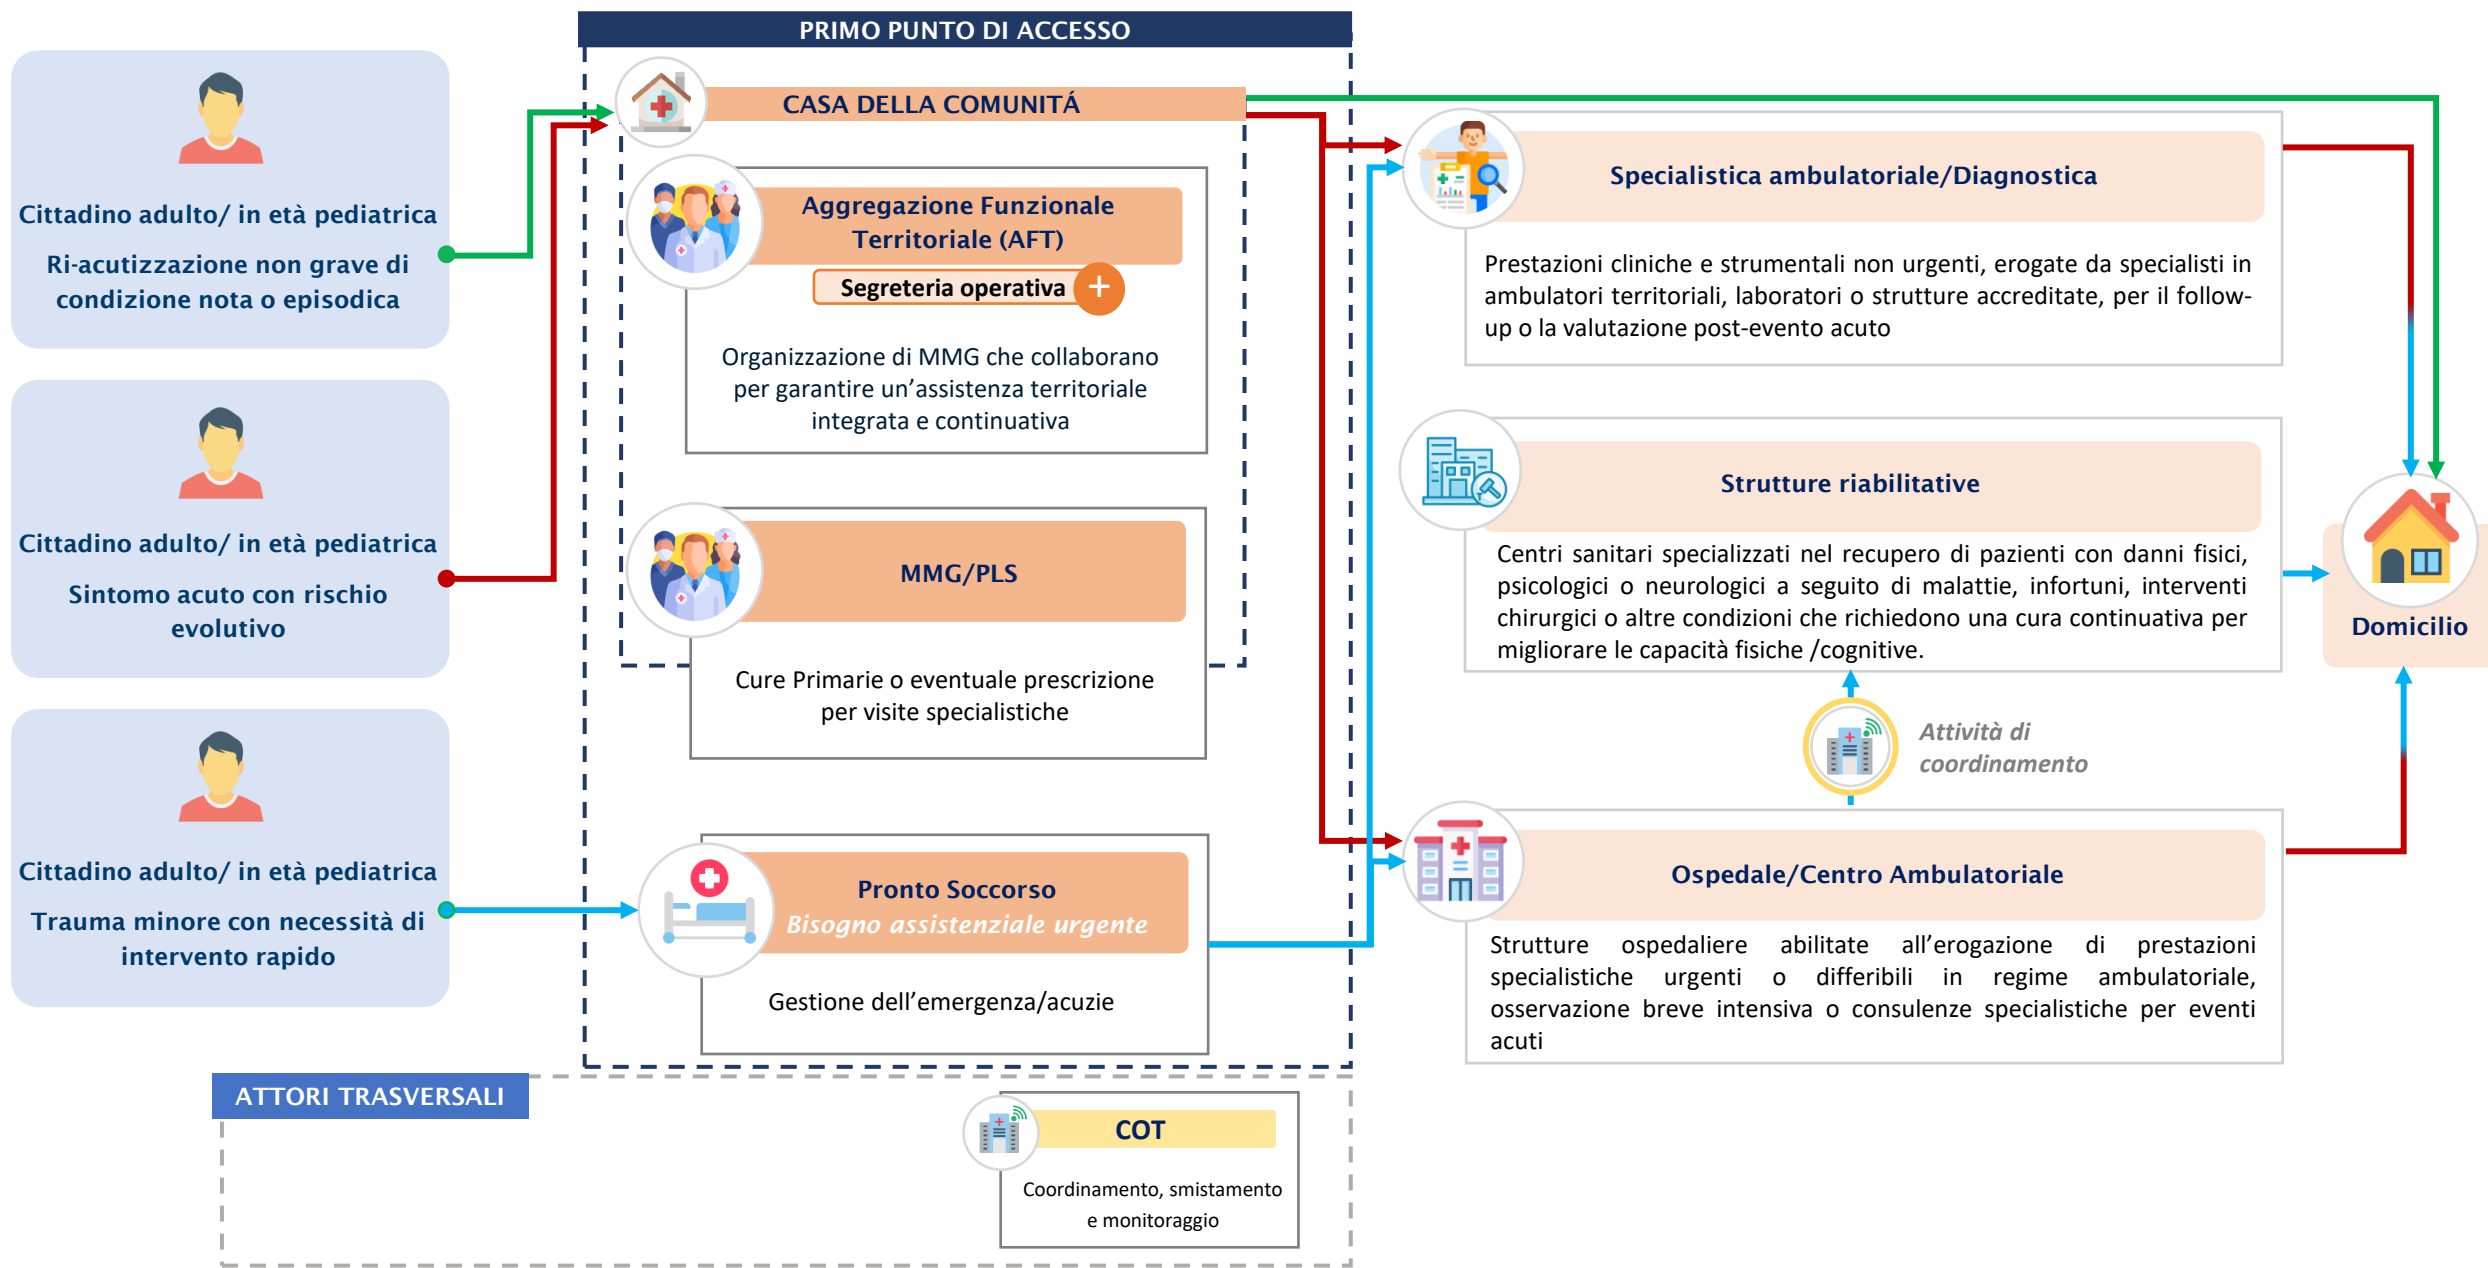 PRIMO PUNTO DI ACCESSO
Cittadino adulto/ in età pediatrica
Ri-acutizzazione non grave di
condizione nota o episodica
Cittadino adulto/ in età pediatrica
Sintomo acuto con rischio
evolutivo
Cittadino adulto/ in età pediatrica
Trauma minore con necessità di
intervento rapido
CASA DELLA COMUNITÁ
Aggregazione Funzionale
Territoriale (AFT)
Segreteria operativa +
Organizzazione di MMG che collaborano
per garantire un’assistenza territoriale
integrata e continuativa
MMG/PLS
Cure Primarie o eventuale prescrizione
per visite specialistiche
Pronto Soccorso
Bisogno assistenziale urgente
Gestione dell’emergenza/acuzie
Specialistica ambulatoriale/Diagnostica
Prestazioni cliniche e strumentali non urgenti, erogate da specialisti in
ambulatori territoriali, laboratori o strutture accreditate, per il follow-
up o la valutazione post-evento acuto
Strutture riabilitative
Centri sanitari specializzati nel recupero di pazienti con danni fisici,
psicologici o neurologici a seguito di malattie, infortuni, interventi
chirurgici o altre condizioni che richiedono una cura continuativa per
migliorare le capacità fisiche /cognitive.
Attività di
coordinamento
Ospedale/Centro Ambulatoriale
Strutture ospedaliere abilitate all’erogazione di prestazioni
specialistiche urgenti o differibili in regime ambulatoriale,
osservazione breve intensiva o consulenze specialistiche per eventi
acuti
Domicilio
ATTORI TRASVERSALI
COT
Coordinamento, smistamento
e monitoraggio